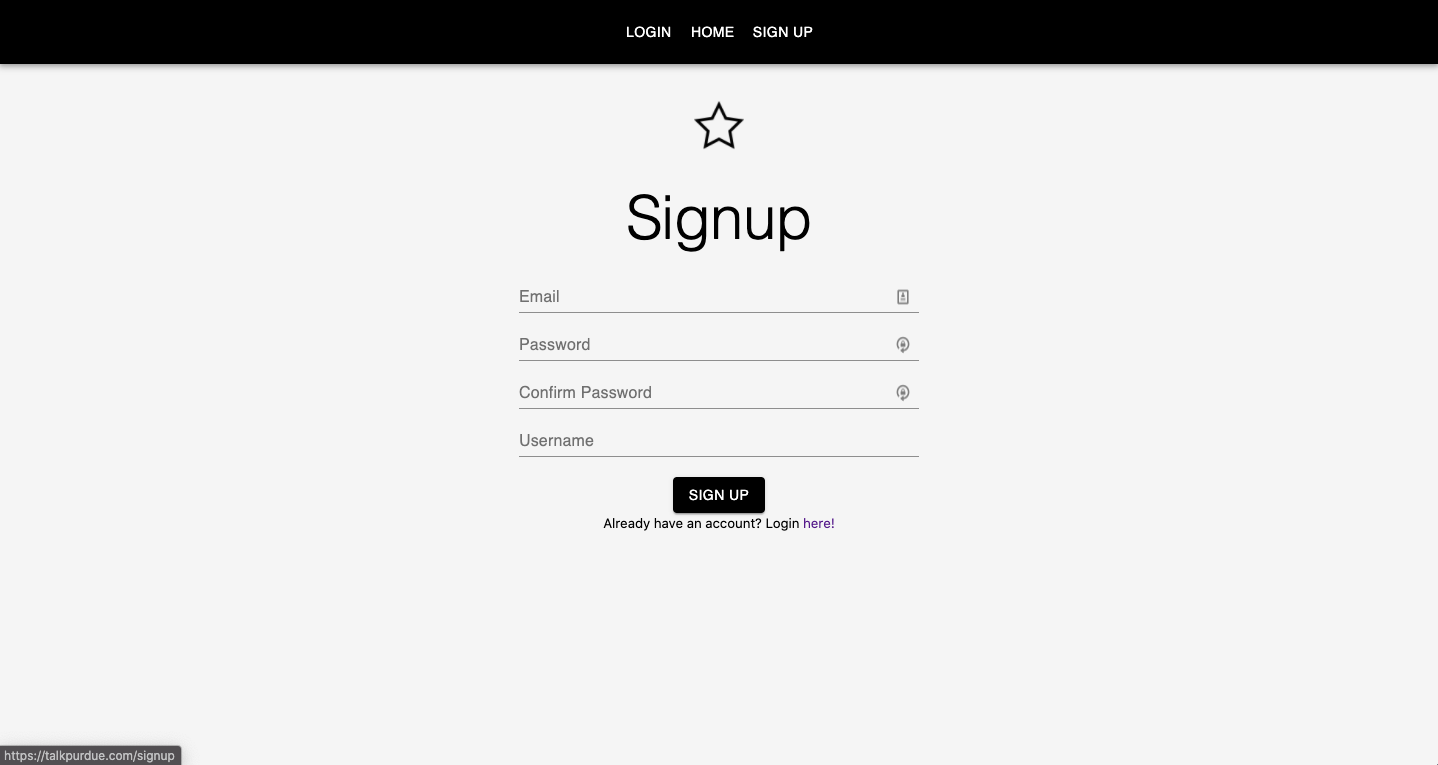 LOGIN HOME SIGN UP
Signup
Email
Password
Confirm Password
Username
SIGN UP
Already have an account? Login here!
https://talkpurdue.com/signup